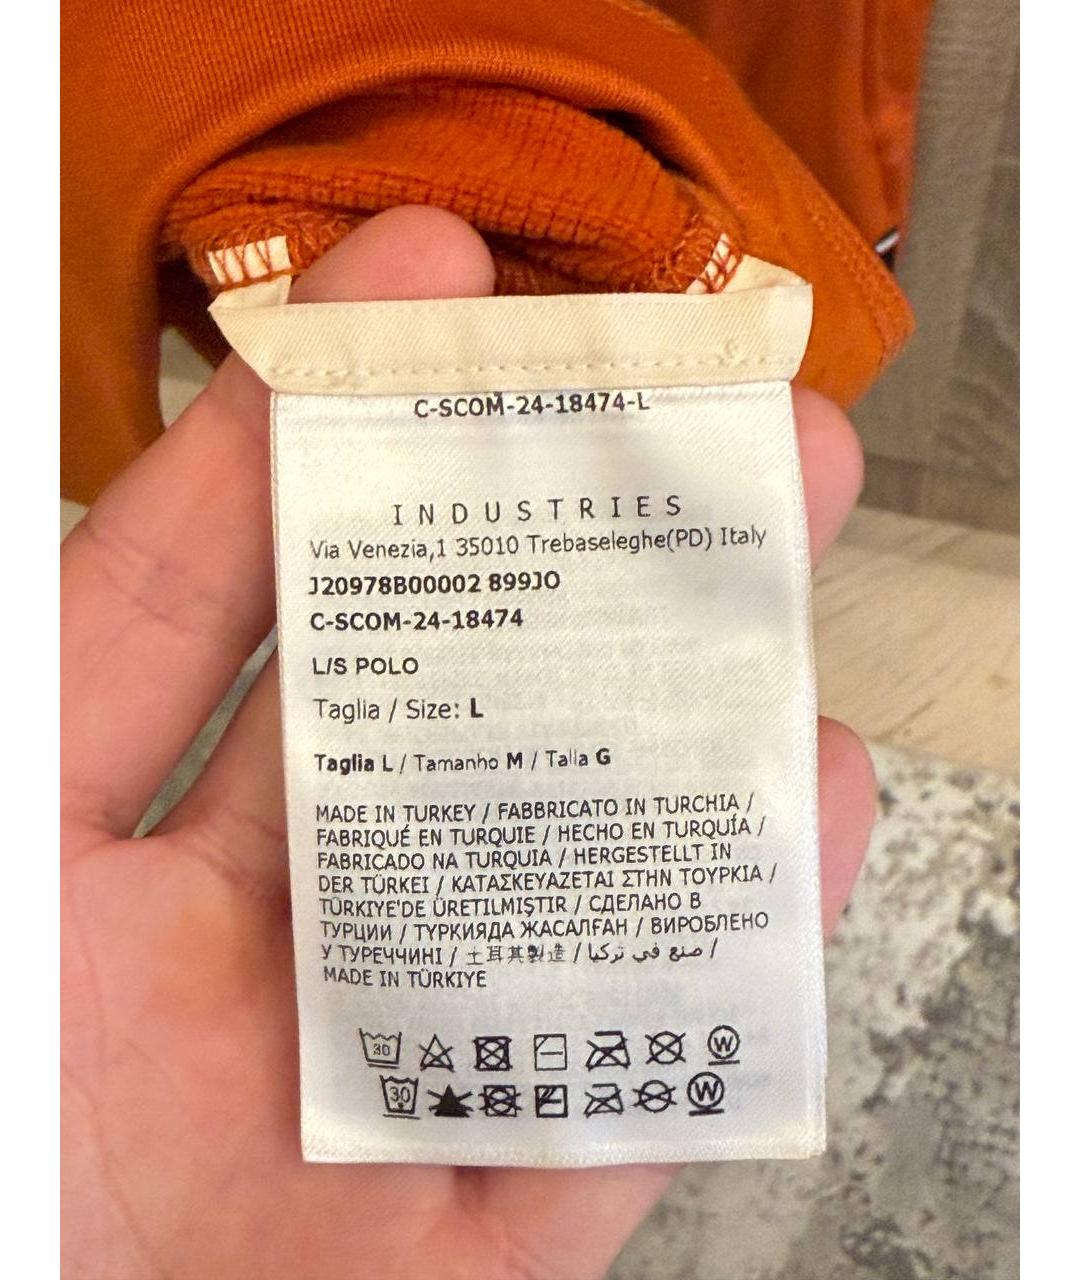 C-SCOM-24-18474-L
INDUSTRIES
Via Venezia,1 35010 Trebaseleghe(PD) Italy
J20978B00002 899JO
C-SCOM-24-18474
L/S POLO
Taglia / Size: L
Taglia L / Tamanho M / Talla G
MADE IN TURKEY / FABBRICATO IN TURCHIA /
FABRIQUÉ EN TURQUIE / HECHO EN TURQUÍA /
FABRICADO NA TURQUIA / HERGESTELLT IN
DER TÜRKEI / ΚΑΤΑΣΚΕΥΑΖΕΤΑΙ ΣΤΗΝ ΤΟΥΡΚΙΑ /
TÜRKIYE'DE ÜRETILMIŞTIR / СДЕЛАНО В
ТУРЦИИ / ТҮРКИЯДА ЖАСАЛҒАН / ВИРОБЛЕНО
У ТУРЕЧЧИНІ / 土耳其製造 / صنع في تركيا /
MADE IN TÜRKIYE
30 W
30 W